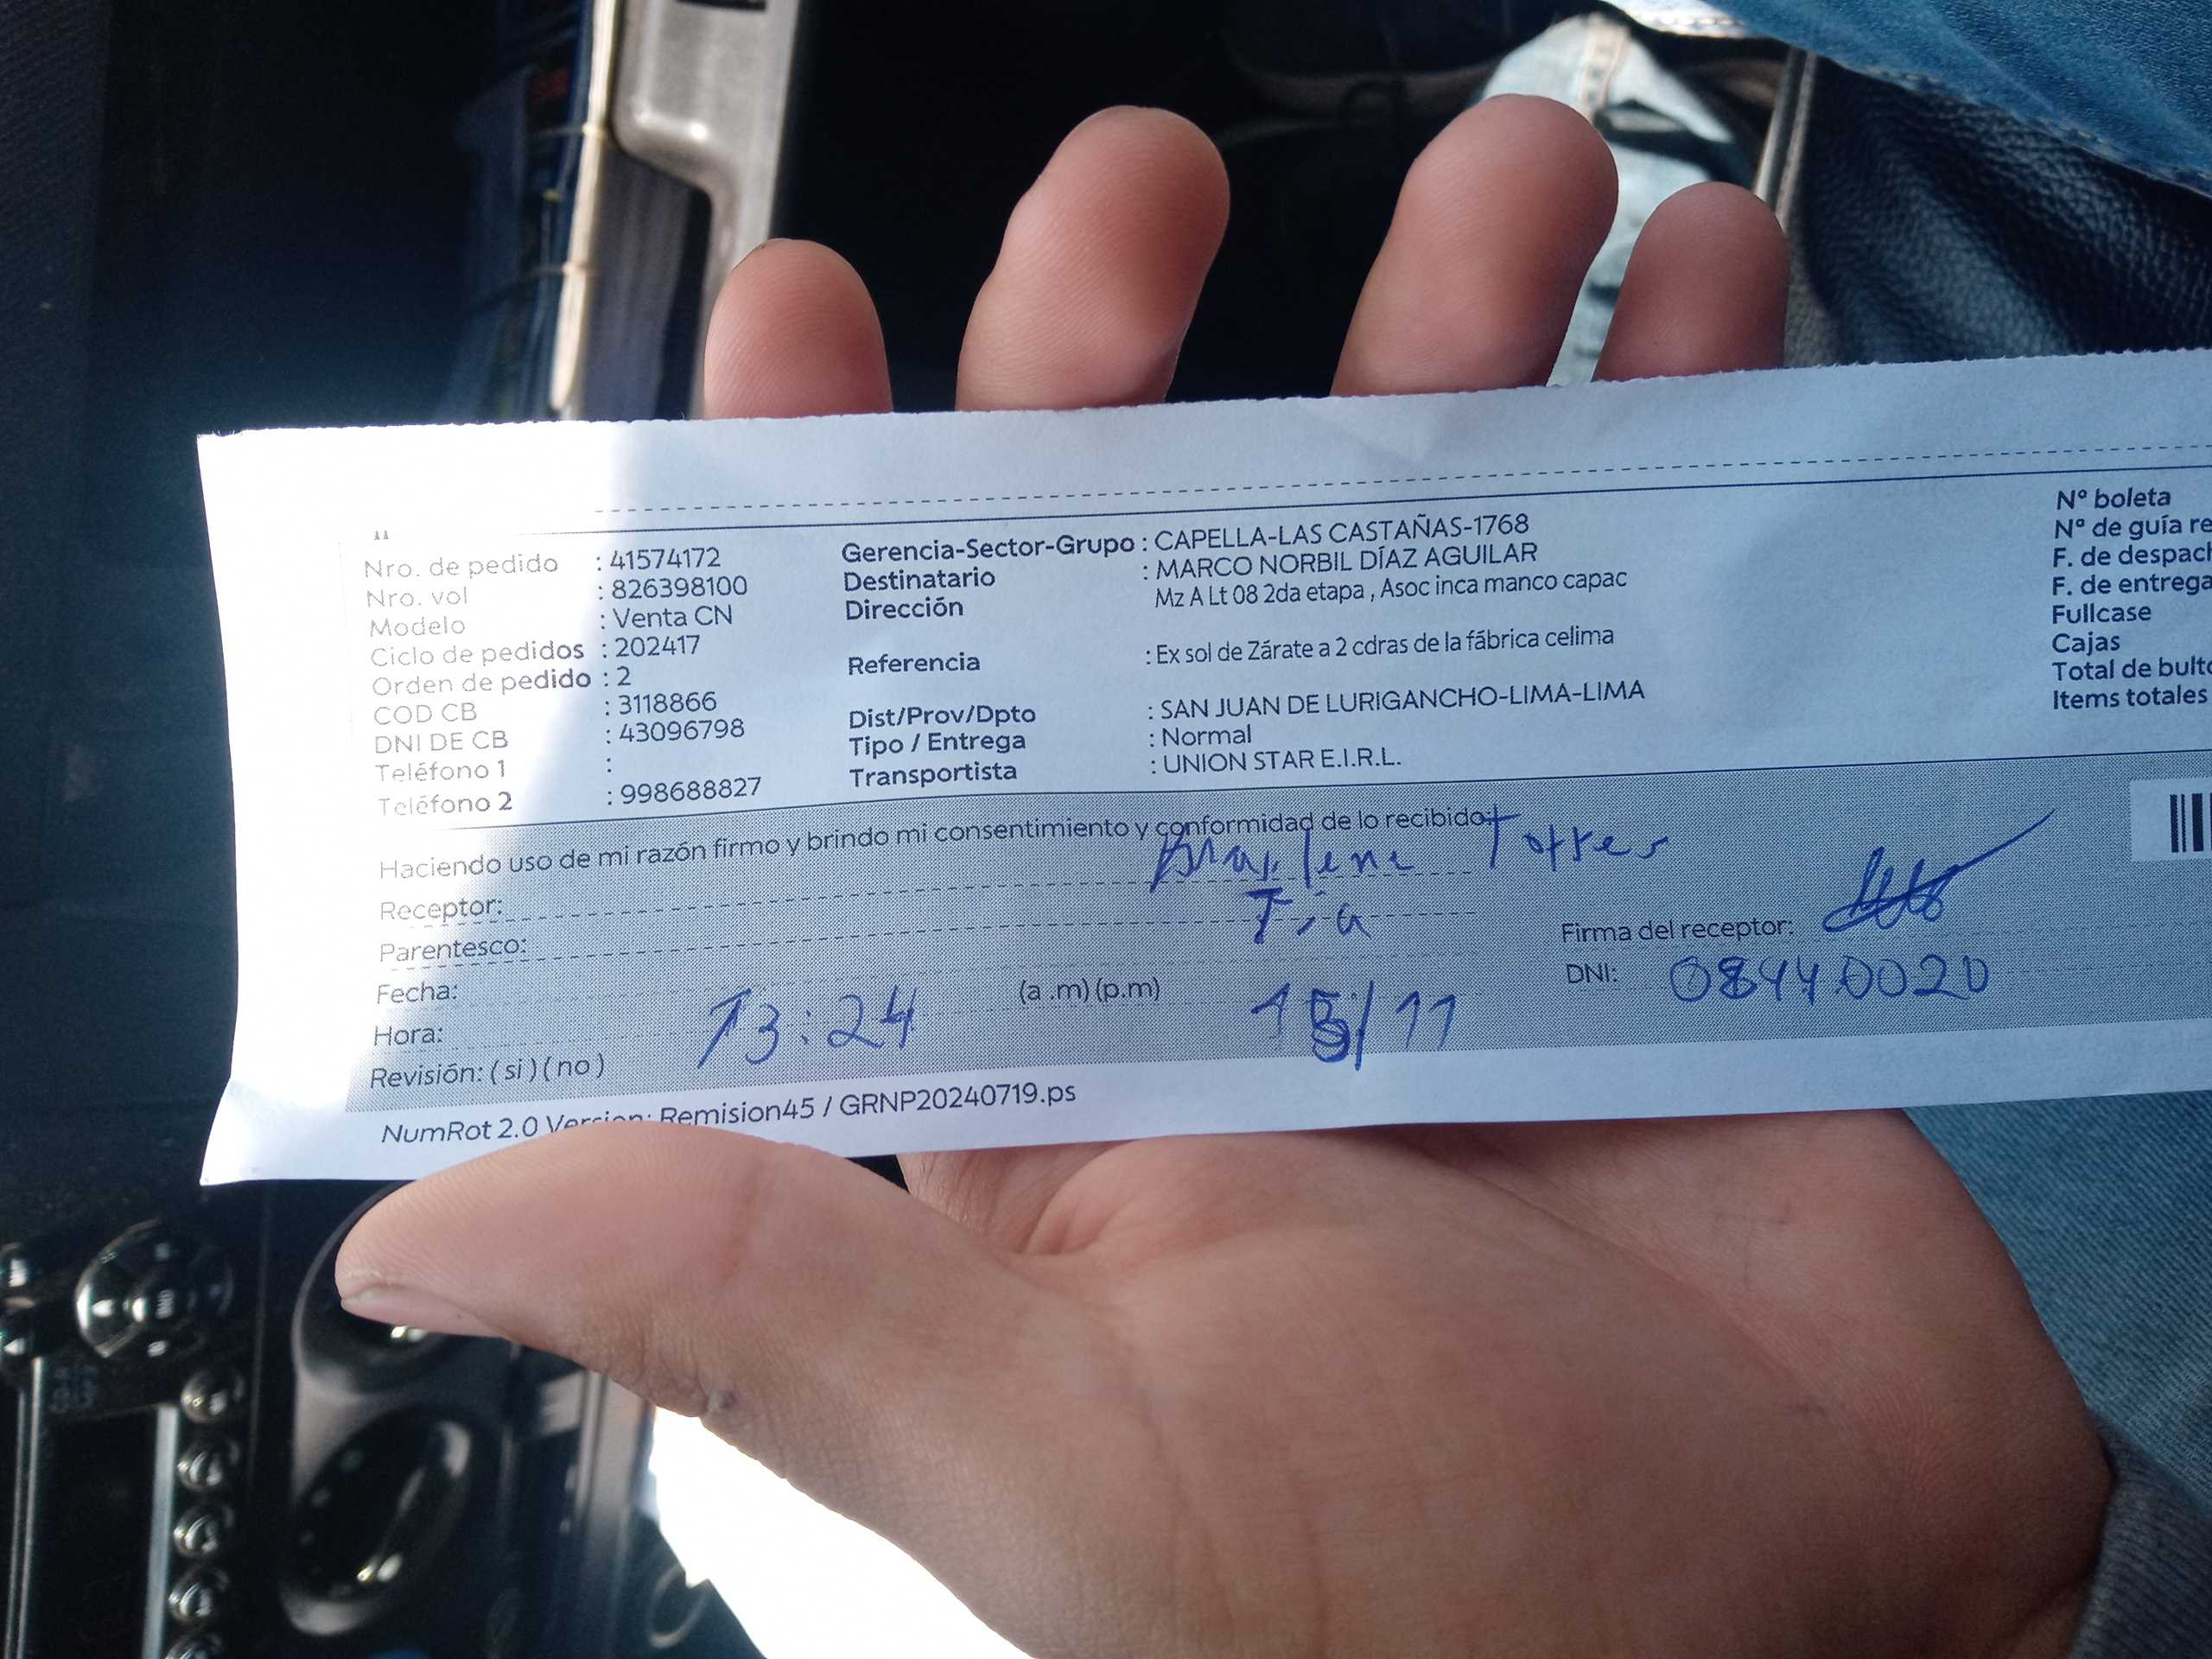 Nro. de pedido : 41574172
Nro. vol : 826398100
Modelo : Venta CN
Ciclo de pedidos : 202417
Orden de pedido : 2
COD CB : 3118866
DNI DE CB : 43096798
Teléfono 1 :
Teléfono 2 : 998688827
Gerencia-Sector-Grupo : CAPELLA-LAS CASTAÑAS-1768
Destinatario : MARCO NORBIL DÍAZ AGUILAR
Dirección Mz A Lt 08 2da etapa , Asoc inca manco capac
Referencia : Ex sol de Zárate a 2 cdras de la fábrica celima
Dist/Prov/Dpto : SAN JUAN DE LURIGANCHO-LIMA-LIMA
Tipo / Entrega : Normal
Transportista : UNION STAR E.I.R.L.
Nº boleta
Nº de guía re
F. de despach
F. de entrega
Fullcase
Cajas
Total de bulto
Items totales
Haciendo uso de mi razón firmo y brindo mi consentimiento y conformidad de lo recibido:
Receptor: Marlene Torres
Parentesco: Tia
Fecha:
Hora: 13:24 (a .m) (p.m) 15/11
Revisión: ( si ) ( no )
Firma del receptor:
DNI: 08440020
NumRot 2.0 Version: Remision45 / GRNP20240719.ps